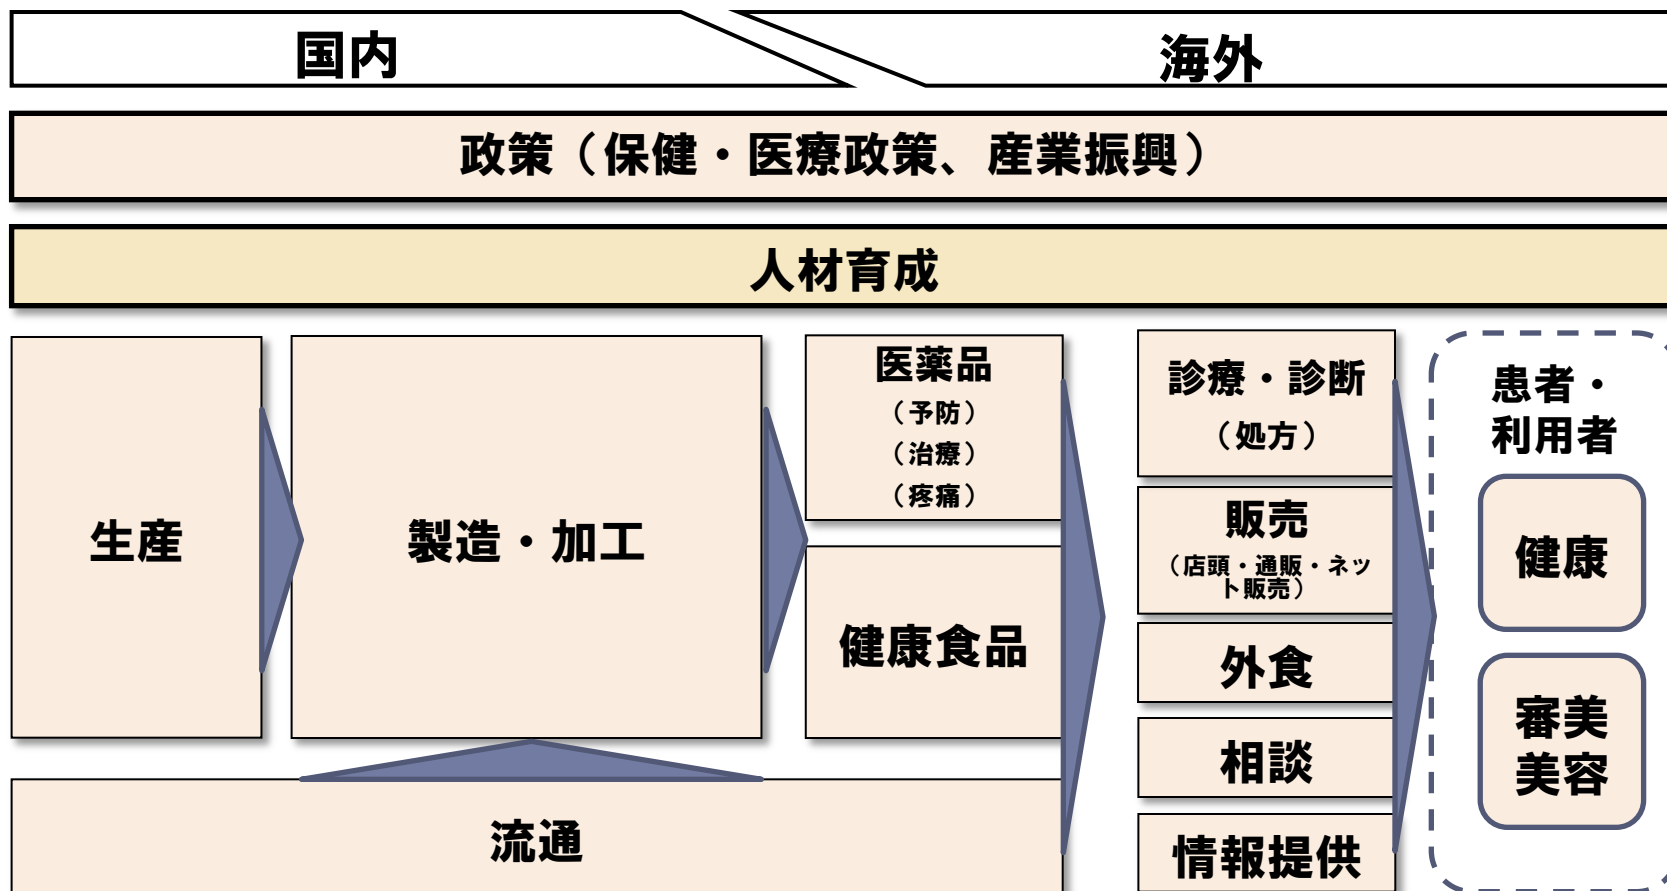 国内
海外
政策（保健・医療政策、産業振興）
人材育成
生産
製造・加工
医薬品
（予防）
（治療）
（疼痛）
健康食品
流通
診療・診断
（処方）
販売
（店頭・通販・ネッ
ト販売）
外食
相談
情報提供
患者・
利用者
健康
審美
美容